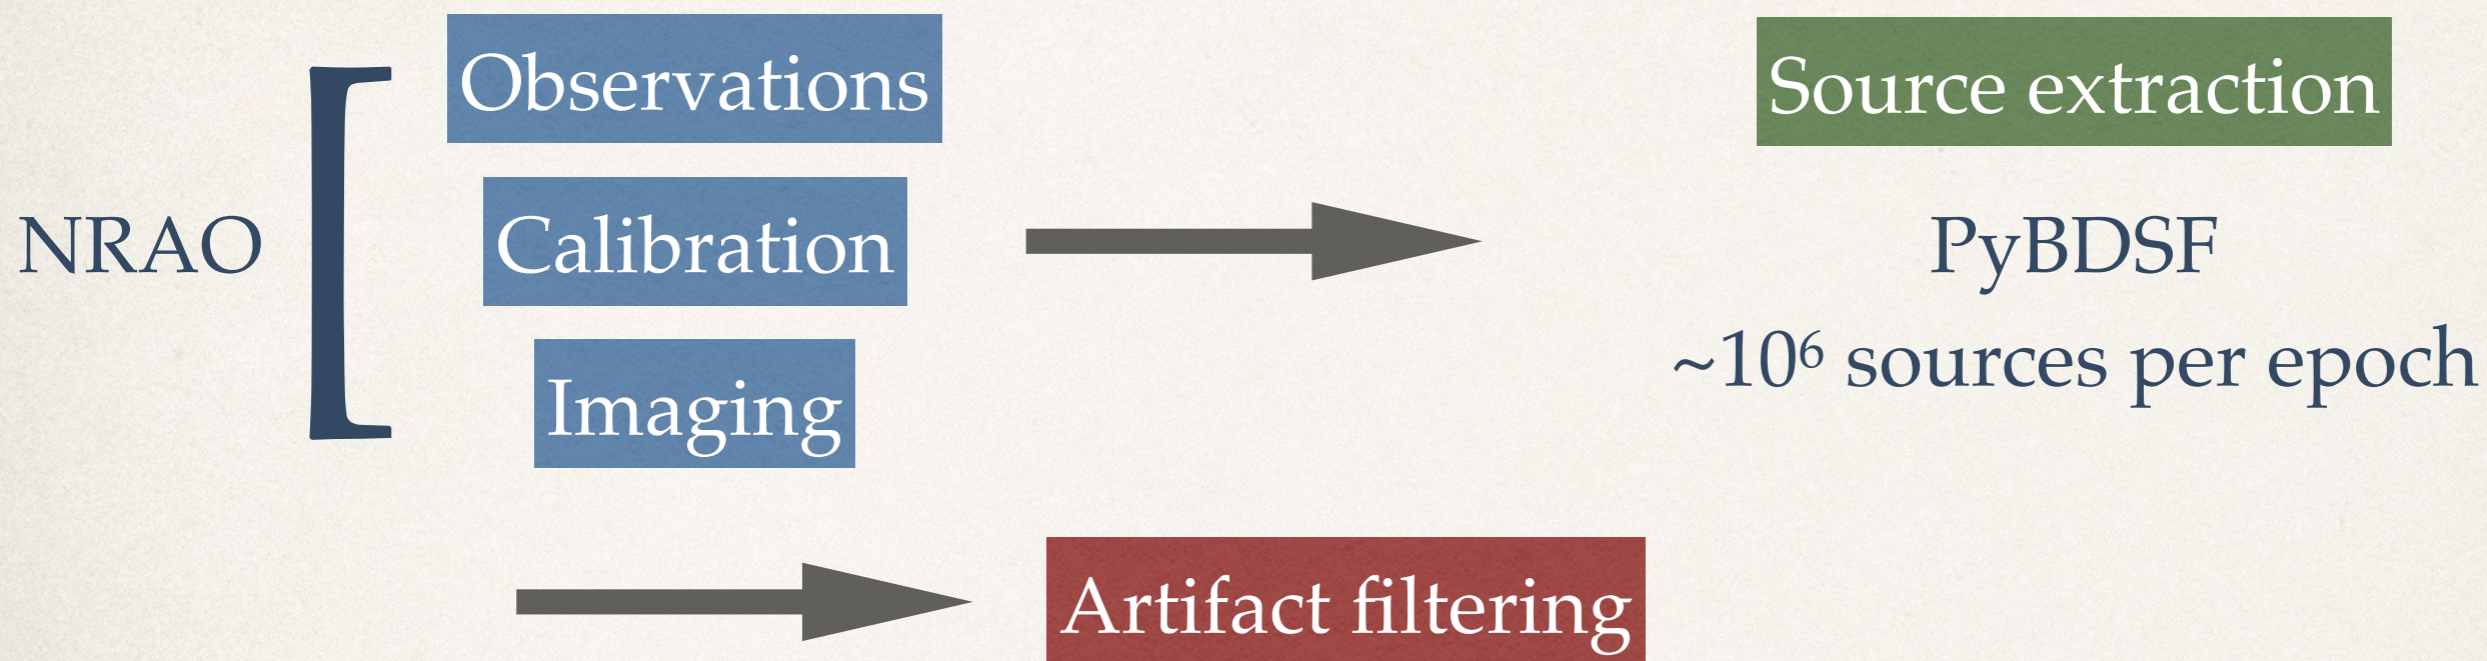 NRAO
Observations
Calibration
Imaging
Source extraction
PyBDSF
~10⁶ sources per epoch
Artifact filtering